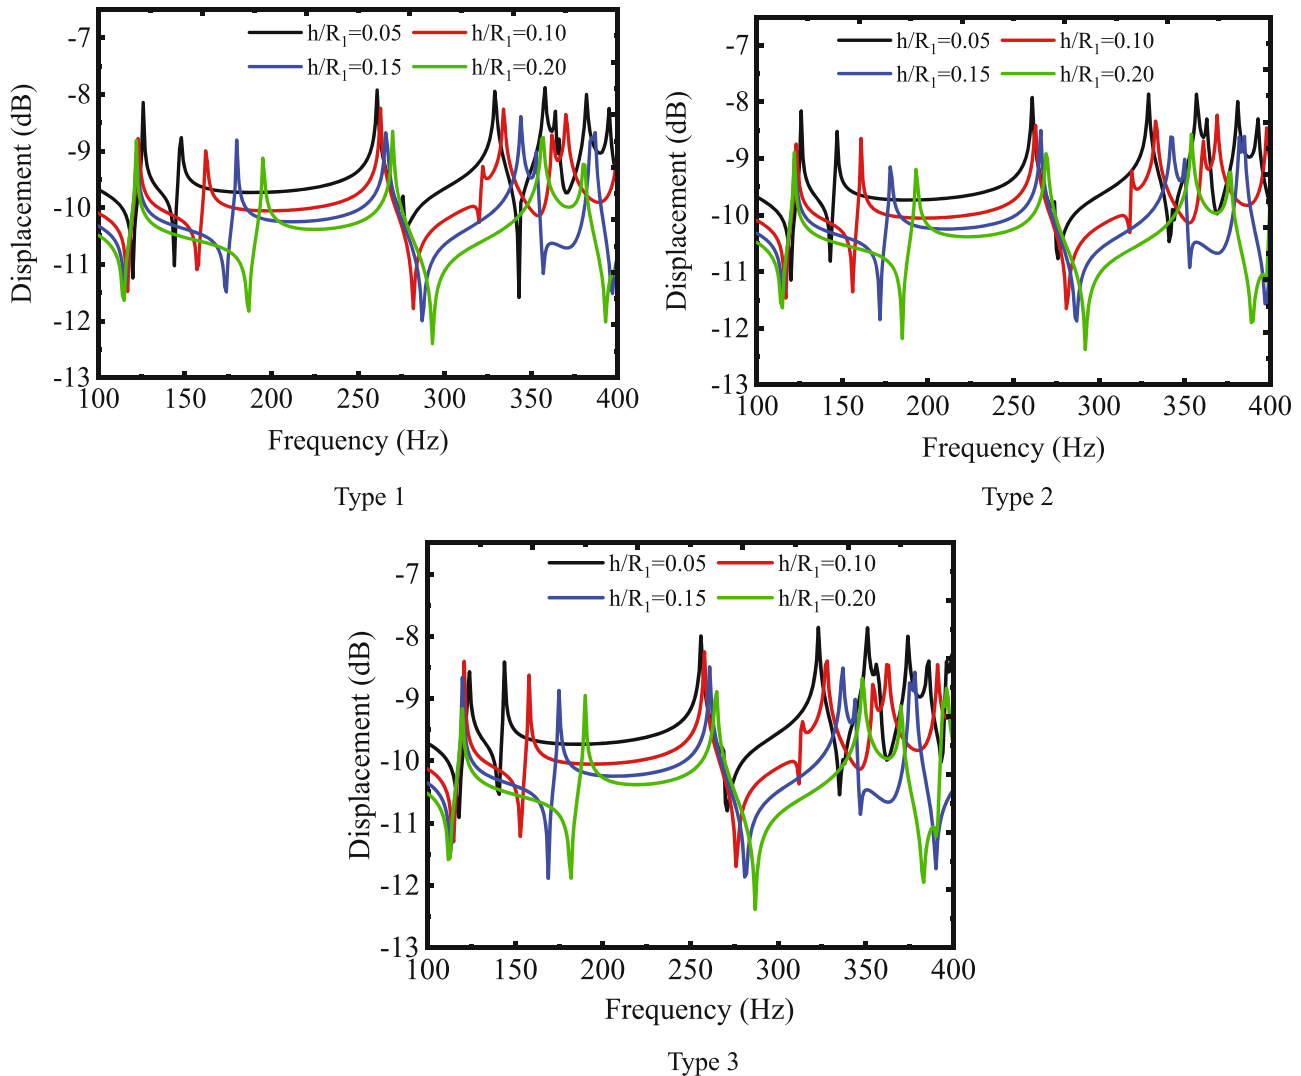 h/R1=0.05 h/R1=0.10
h/R1=0.15 h/R1=0.20
Displacement (dB)
-7
-8
-9
-10
-11
-12
-13
100 150 200 250 300 350 400
Frequency (Hz)
Type 1
h/R1=0.05 h/R1=0.10
h/R1=0.15 h/R1=0.20
Displacement (dB)
-7
-8
-9
-10
-11
-12
-13
100 150 200 250 300 350 400
Frequency (Hz)
Type 2
h/R1=0.05 h/R1=0.10
h/R1=0.15 h/R1=0.20
Displacement (dB)
-7
-8
-9
-10
-11
-12
-13
100 150 200 250 300 350 400
Frequency (Hz)
Type 3